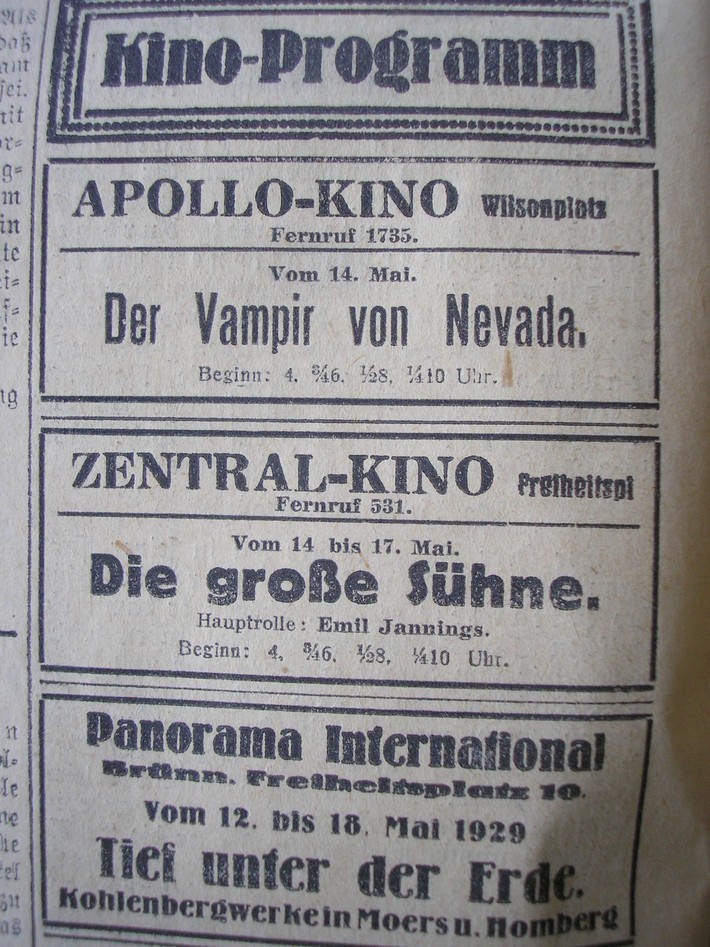 Kino-Programm
APOLLO-KINO Wilsonplatz
Fernruf 1735.
Vom 14. Mai.
Der Vampir von Nevada.
Beginn: 4, ¾6, ½8, ¼10 Uhr.
ZENTRAL-KINO Freiheitspl
Fernruf 531.
Vom 14 bis 17. Mai.
Die große Sühne.
Hauptrolle: Emil Jannings.
Beginn: 4, ¾6, ½8, ¼10 Uhr.
Panorama International
Brünn. Freiheitsplatz 10.
Vom 12. bis 18. Mai 1929
Tief unter der Erde.
Kohlenbergwerke in Moers u. Homberg